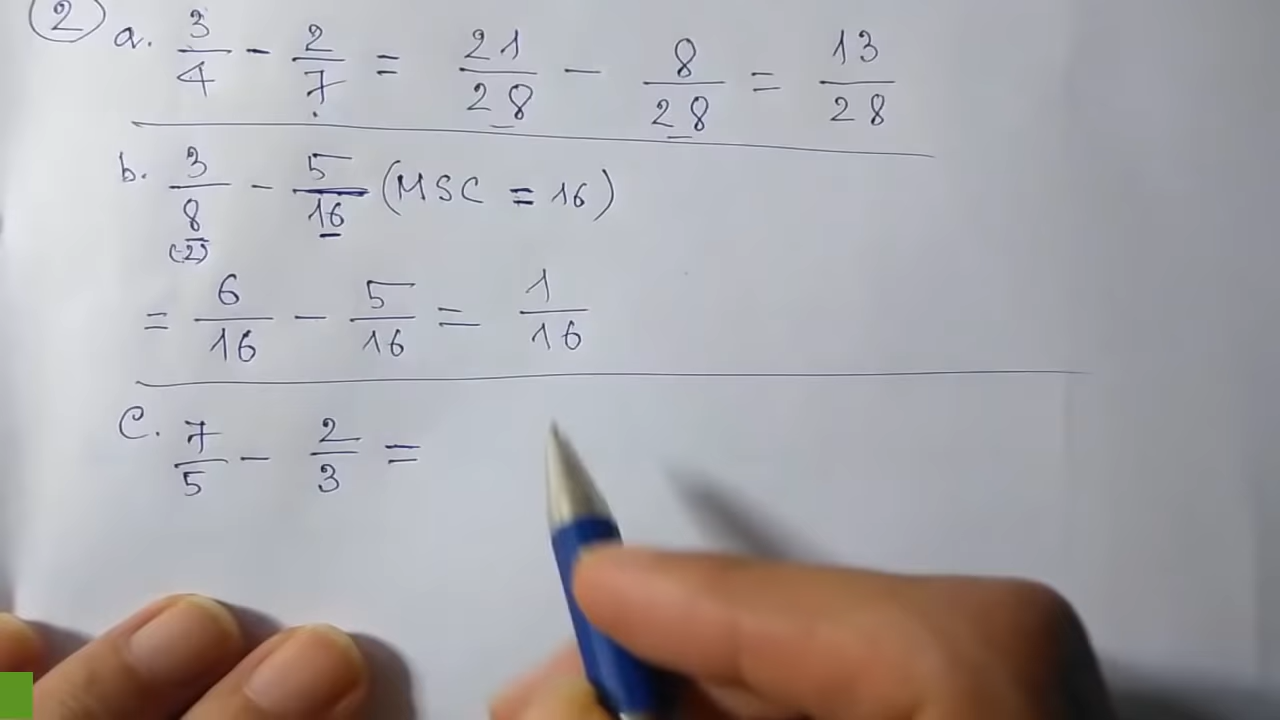 2 a. 3/4 - 2/7 = 21/28 - 8/28 = 13/28
b. 3/8 - 5/16 (MSC = 16)
(·2)
= 6/16 - 5/16 = 1/16
C. 7/5 - 2/3 =